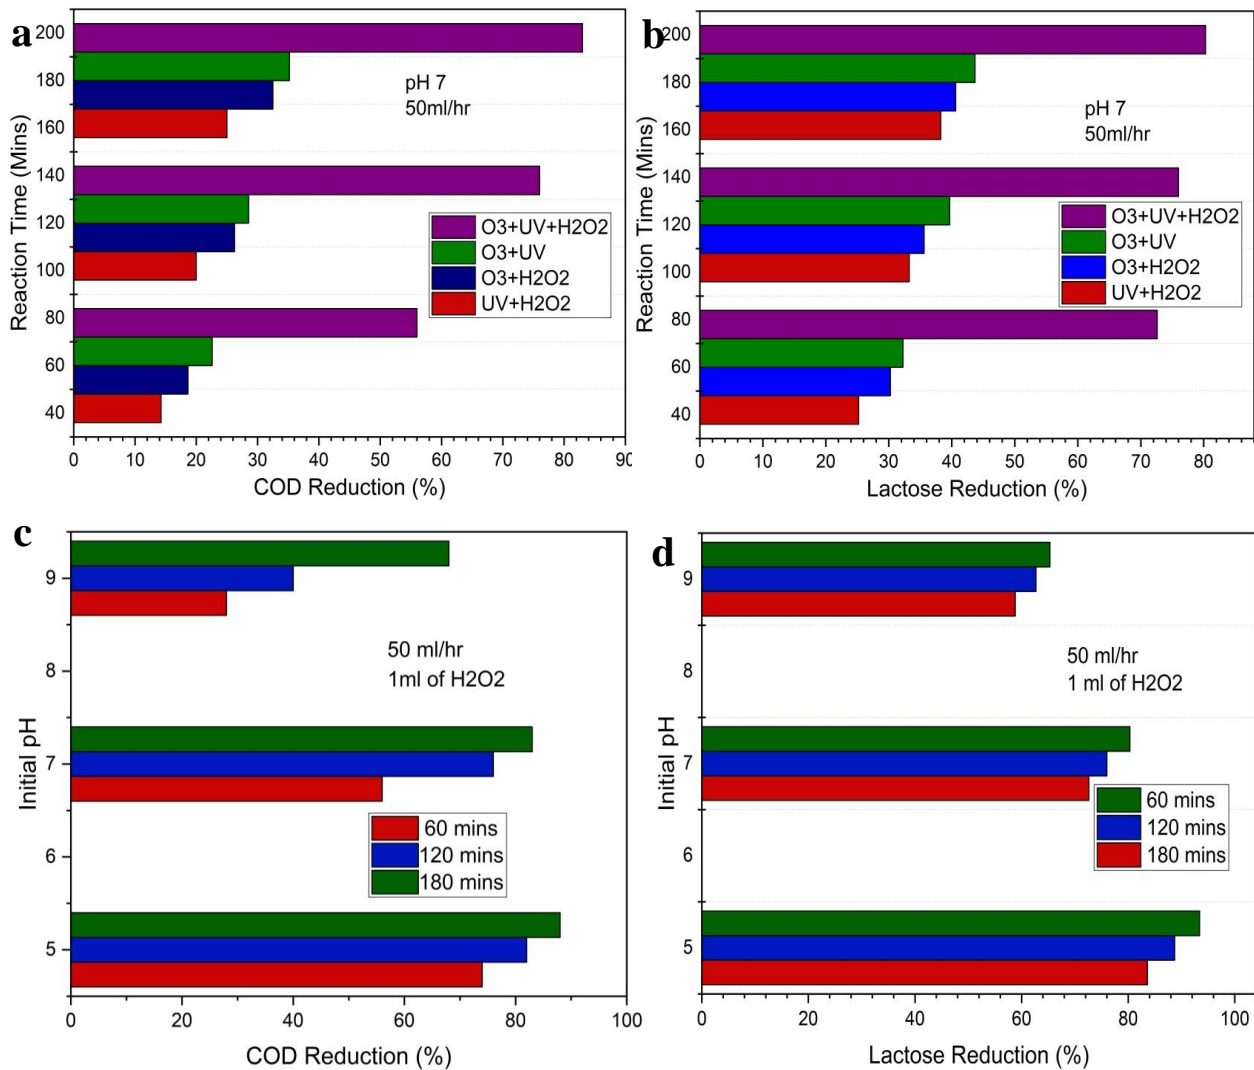 a
200
180
160
140
120
100
80
60
40
Reaction Time (Mins)
pH 7
50ml/hr
O3+UV+H2O2
O3+UV
O3+H2O2
UV+H2O2
0 10 20 30 40 50 60 70 80 90
COD Reduction (%)
b
200
180
160
140
120
100
80
60
40
Reaction Time (Mins)
pH 7
50ml/hr
O3+UV+H2O2
O3+UV
O3+H2O2
UV+H2O2
0 10 20 30 40 50 60 70 80
Lactose Reduction (%)
c
9
8
7
6
5
Initial pH
50 ml/hr
1ml of H2O2
60 mins
120 mins
180 mins
0 20 40 60 80 100
COD Reduction (%)
d
9
8
7
6
5
Initial pH
50 ml/hr
1 ml of H2O2
60 mins
120 mins
180 mins
0 20 40 60 80 100
Lactose Reduction (%)